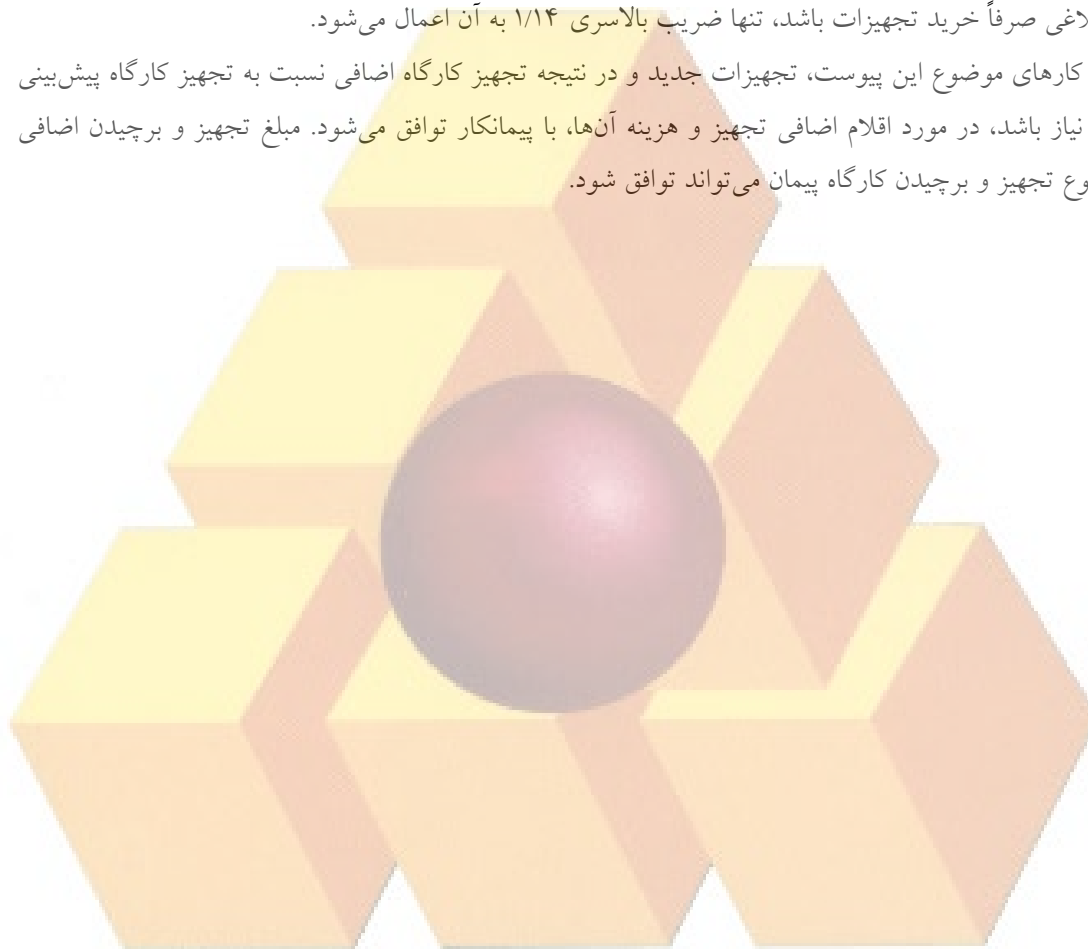 لاغی صرفاً خرید تجهیزات باشد، تنها ضریب بالاسری ۱/۱۴ به آن اعمال می‌شود.
کارهای موضوع این پیوست، تجهیزات جدید و در نتیجه تجهیز کارگاه اضافی نسبت به تجهیز کارگاه پیش‌بینی
نیاز باشد، در مورد اقلام اضافی تجهیز و هزینه آن‌ها، با پیمانکار توافق می‌شود. مبلغ تجهیز و برچیدن اضافی
وع تجهیز و برچیدن کارگاه پیمان می‌تواند توافق شود.